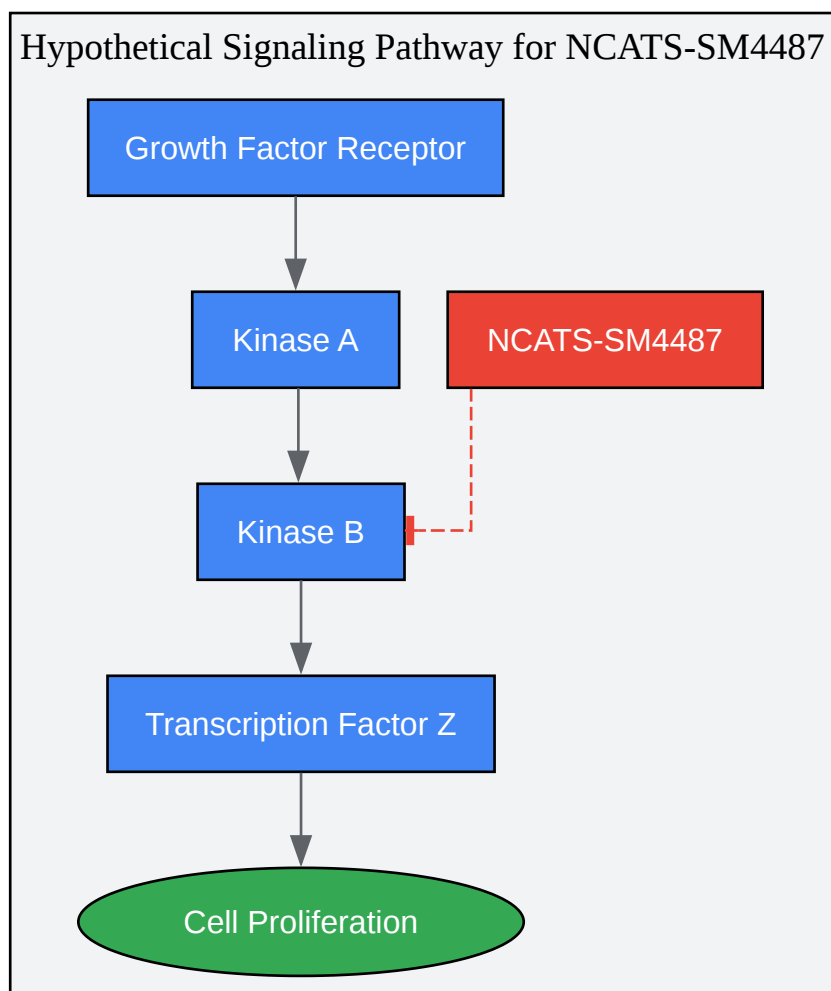 Hypothetical Signaling Pathway for NCATS-SM4487
Growth Factor Receptor
Kinase A
NCATS-SM4487
Kinase B
Transcription Factor Z
Cell Proliferation